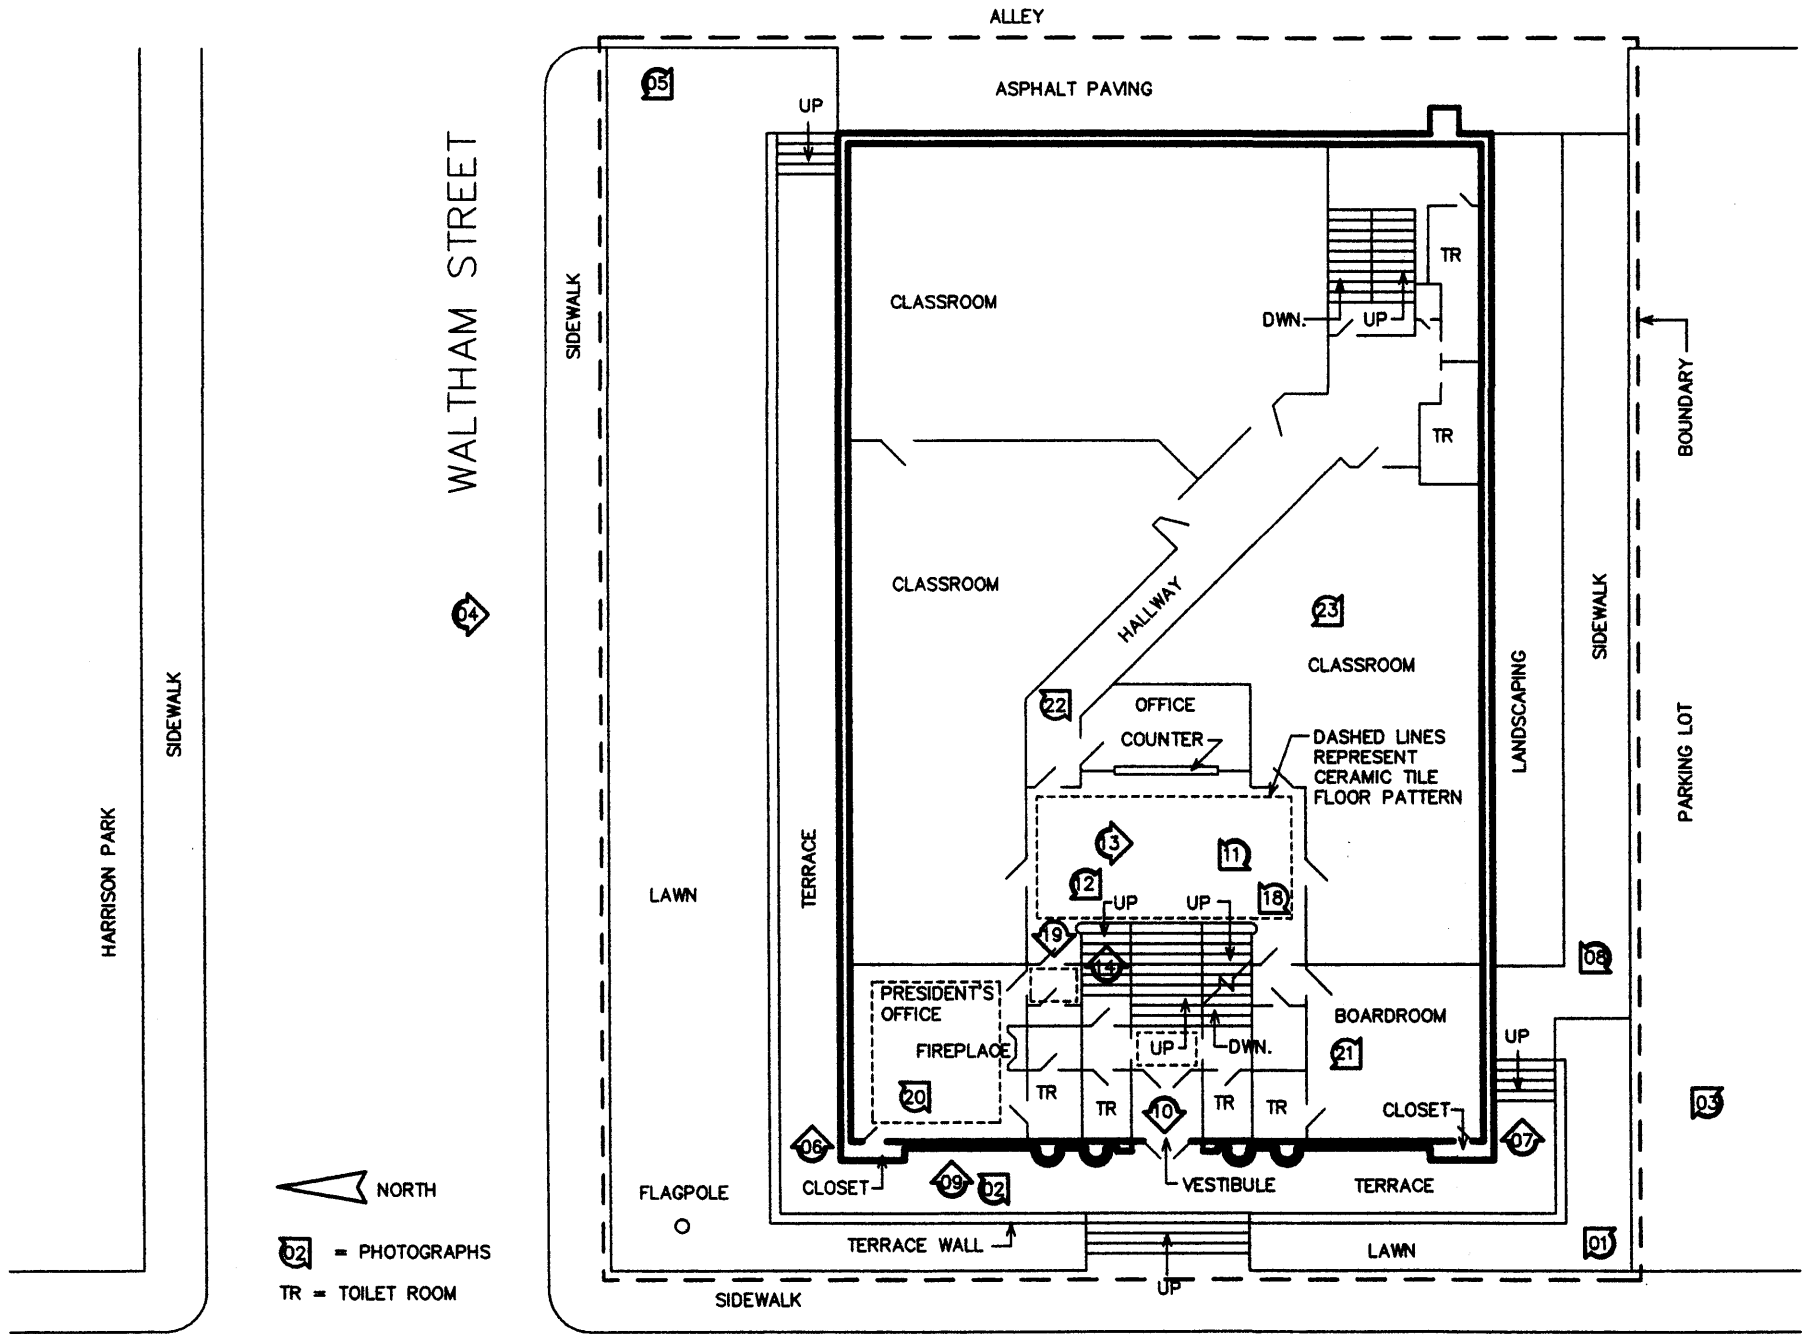 ALLEY
05
ASPHALT PAVING
UP
WALTHAM STREET
SIDEWALK
TR
CLASSROOM
DWN.
UP
BOUNDARY
TR
04
CLASSROOM
HALLWAY
23
SIDEWALK
CLASSROOM
LANDSCAPING
SIDEWALK
22
OFFICE
COUNTER
DASHED LINES
REPRESENT
CERAMIC TILE
FLOOR PATTERN
PARKING LOT
HARRISON PARK
TERRACE
LAWN
13
11
12
18
UP
UP
19
14
08
PRESIDENT'S
OFFICE
BOARDROOM
FIREPLACE
UP
DWN.
21
UP
20
TR
TR
10
TR
TR
CLOSET
03
06
07
NORTH
FLAGPOLE
CLOSET
09
02
VESTIBULE
TERRACE
02 = PHOTOGRAPHS
TERRACE WALL
LAWN
01
TR = TOILET ROOM
SIDEWALK
UP